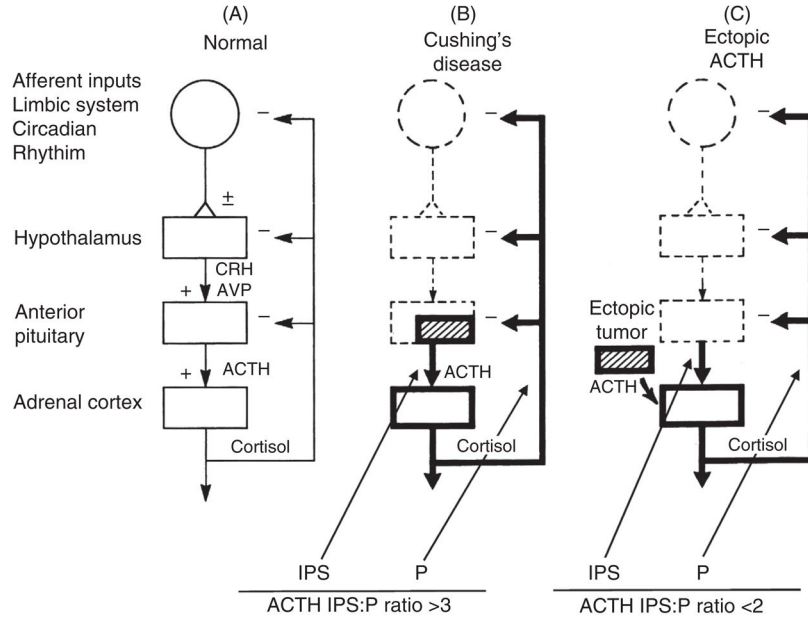 (A)
Normal
Afferent inputs
Limbic system
Circadian
Rhythim
–
±
Hypothalamus
–
CRH
+ AVP
Anterior
pituitary
–
+ ACTH
Adrenal cortex
Cortisol
(B)
Cushing's
disease
–
–
–
ACTH
Cortisol
IPS P
ACTH IPS:P ratio >3
(C)
Ectopic
ACTH
–
–
–
Ectopic
tumor
ACTH
Cortisol
IPS P
ACTH IPS:P ratio <2